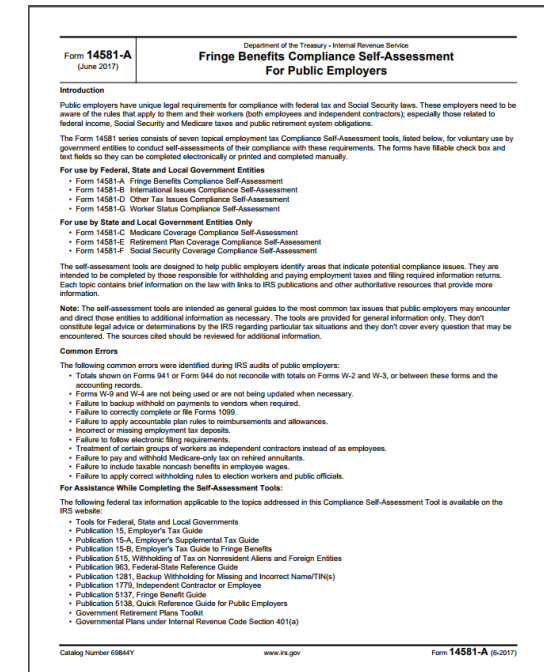 Form 14581-A
(June 2017)
Department of the Treasury - Internal Revenue Service
Fringe Benefits Compliance Self-Assessment
For Public Employers
Introduction
Public employers have unique legal requirements for compliance with federal tax and Social Security laws. These employers need to be
aware of the rules that apply to them and their workers (both employees and independent contractors); especially those related to
federal income, Social Security and Medicare taxes and public retirement system obligations.
The Form 14581 series consists of seven topical employment tax Compliance Self-Assessment tools, listed below, for voluntary use by
government entities to conduct self-assessments of their compliance with these requirements. The forms have fillable check box and
text fields so they can be completed electronically or printed and completed manually.
For use by Federal, State and Local Government Entities
• Form 14581-A Fringe Benefits Compliance Self-Assessment
• Form 14581-B International Issues Compliance Self-Assessment
• Form 14581-D Other Tax Issues Compliance Self-Assessment
• Form 14581-G Worker Status Compliance Self-Assessment
For use by State and Local Government Entities Only
• Form 14581-C Medicare Coverage Compliance Self-Assessment
• Form 14581-E Retirement Plan Coverage Compliance Self-Assessment
• Form 14581-F Social Security Coverage Compliance Self-Assessment
The self-assessment tools are designed to help public employers identify areas that indicate potential compliance issues. They are
intended to be completed by those responsible for withholding and paying employment taxes and filing required information returns.
Each topic contains brief information on the law with links to IRS publications and other authoritative resources that provide more
information.
Note: The self-assessment tools are intended as general guides to the most common tax issues that public employers may encounter
and direct those entities to additional information as necessary. The tools are provided for general information only. They don't
constitute legal advice or determinations by the IRS regarding particular tax situations and they don't cover every question that may be
encountered. The sources cited should be reviewed for additional information.
Common Errors
The following common errors were identified during IRS audits of public employers:
• Totals shown on Forms 941 or Form 944 do not reconcile with totals on Forms W-2 and W-3, or between these forms and the
accounting records.
• Forms W-9 and W-4 are not being used or are not being updated when necessary.
• Failure to backup withhold on payments to vendors when required.
• Failure to correctly complete or file Forms 1099.
• Failure to apply accountable plan rules to reimbursements and allowances.
• Incorrect or missing employment tax deposits.
• Failure to follow electronic filing requirements.
• Treatment of certain groups of workers as independent contractors instead of as employees.
• Failure to pay and withhold Medicare-only tax on rehired annuitants.
• Failure to include taxable noncash benefits in employee wages.
• Failure to apply correct withholding rules to election workers and public officials.
For Assistance While Completing the Self-Assessment Tools:
The following federal tax information applicable to the topics addressed in this Compliance Self-Assessment Tool is available on the
IRS website:
• Tools for Federal, State and Local Governments
• Publication 15, Employer's Tax Guide
• Publication 15-A, Employer's Supplemental Tax Guide
• Publication 15-B, Employer's Tax Guide to Fringe Benefits
• Publication 515, Withholding of Tax on Nonresident Aliens and Foreign Entities
• Publication 963, Federal-State Reference Guide
• Publication 1281, Backup Withholding for Missing and Incorrect Name/TIN(s)
• Publication 1779, Independent Contractor or Employee
• Publication 5137, Fringe Benefit Guide
• Publication 5138, Quick Reference Guide for Public Employers
• Government Retirement Plans Toolkit
• Governmental Plans under Internal Revenue Code Section 401(a)
Catalog Number 69844Y www.irs.gov Form 14581-A (6-2017)